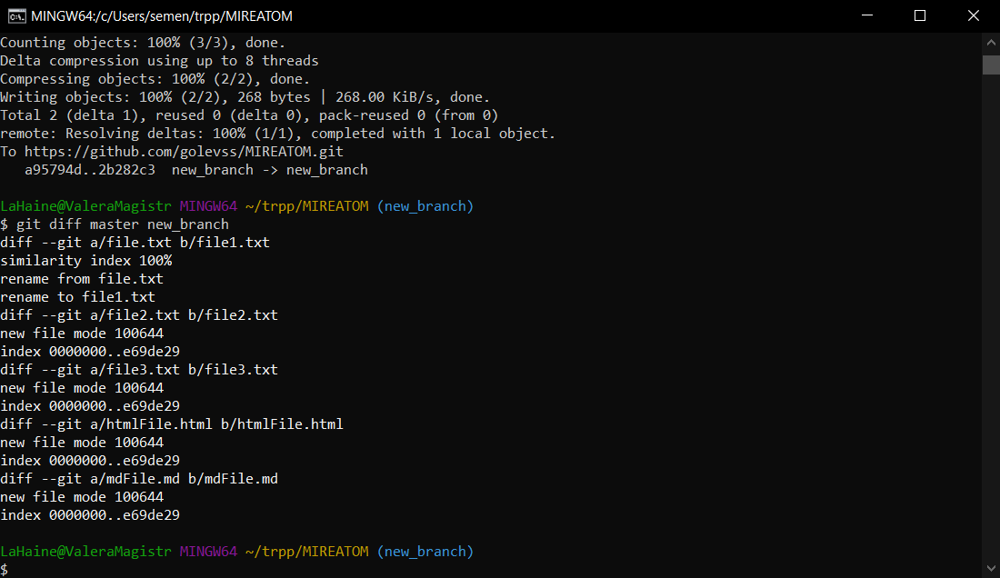 MINGW64:/c/Users/semen/trpp/MIREATOM
Counting objects: 100% (3/3), done.
Delta compression using up to 8 threads
Compressing objects: 100% (2/2), done.
Writing objects: 100% (2/2), 268 bytes | 268.00 KiB/s, done.
Total 2 (delta 1), reused 0 (delta 0), pack-reused 0 (from 0)
remote: Resolving deltas: 100% (1/1), completed with 1 local object.
To https://github.com/golevss/MIREATOM.git
   a95794d..2b282c3  new_branch -> new_branch
LaHaine@ValeraMagistr MINGW64 ~/trpp/MIREATOM (new_branch)
$ git diff master new_branch
diff --git a/file.txt b/file1.txt
similarity index 100%
rename from file.txt
rename to file1.txt
diff --git a/file2.txt b/file2.txt
new file mode 100644
index 0000000..e69de29
diff --git a/file3.txt b/file3.txt
new file mode 100644
index 0000000..e69de29
diff --git a/htmlFile.html b/htmlFile.html
new file mode 100644
index 0000000..e69de29
diff --git a/mdFile.md b/mdFile.md
new file mode 100644
index 0000000..e69de29
LaHaine@ValeraMagistr MINGW64 ~/trpp/MIREATOM (new_branch)
$